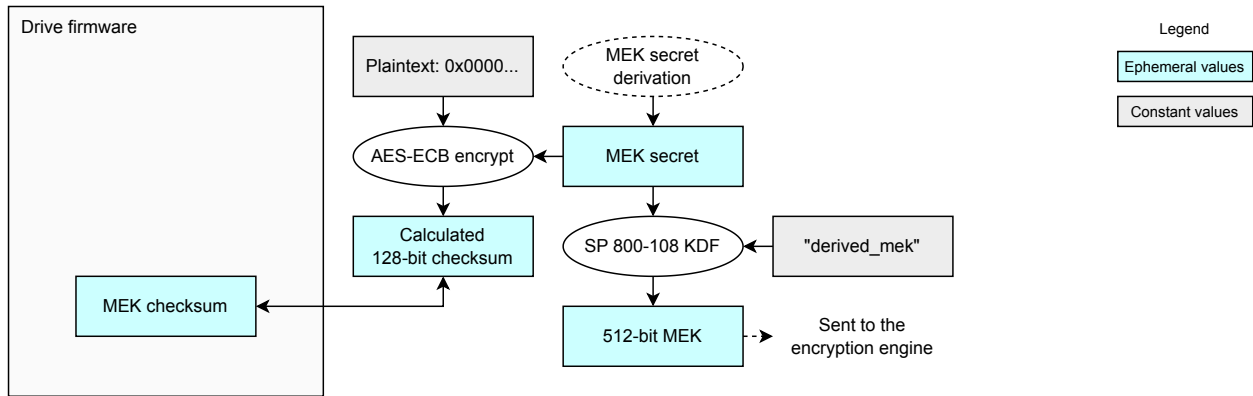 Drive firmware
Legend
Plaintext: 0x0000...
MEK secret
derivation
Ephemeral values
Constant values
AES-ECB encrypt
MEK secret
Calculated
128-bit checksum
SP 800-108 KDF
"derived_mek"
MEK checksum
512-bit MEK
Sent to the
encryption engine